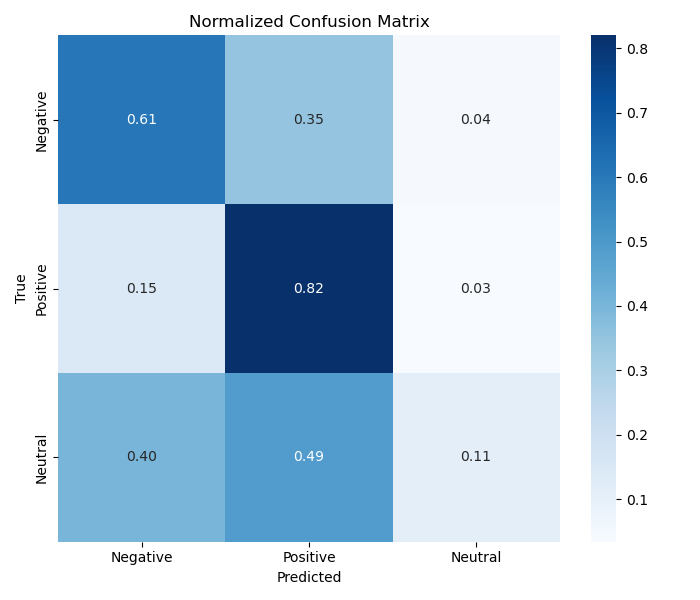 Normalized Confusion Matrix
True
Negative
0.61 0.35 0.04
Positive
0.15 0.82 0.03
Neutral
0.40 0.49 0.11
Negative Positive Neutral
Predicted
0.8
0.7
0.6
0.5
0.4
0.3
0.2
0.1